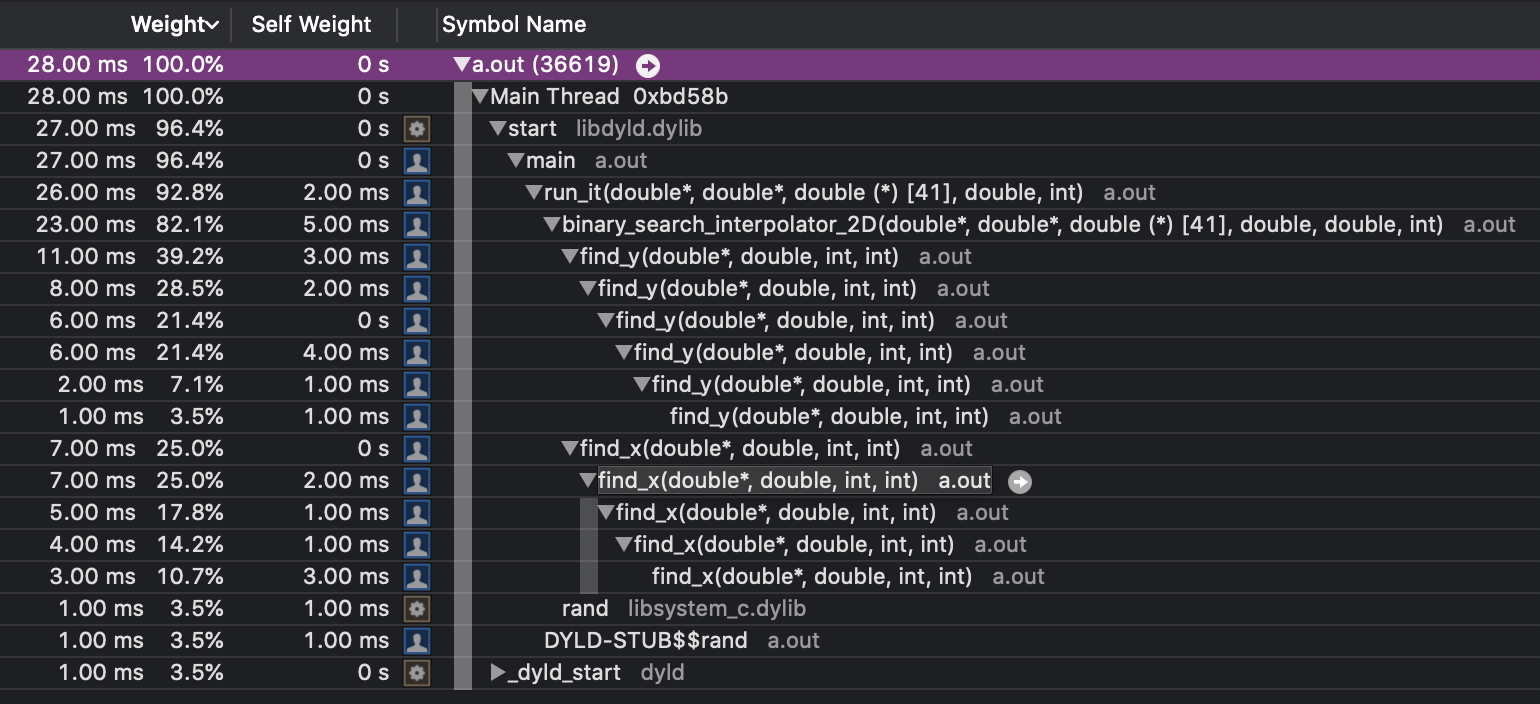 Weight Self Weight Symbol Name
28.00 ms 100.0% 0 s a.out (36619)
28.00 ms 100.0% 0 s Main Thread 0xbd58b
27.00 ms 96.4% 0 s start libdyld.dylib
27.00 ms 96.4% 0 s main a.out
26.00 ms 92.8% 2.00 ms run_it(double*, double*, double (*) [41], double, int) a.out
23.00 ms 82.1% 5.00 ms binary_search_interpolator_2D(double*, double*, double (*) [41], double, double, int) a.out
11.00 ms 39.2% 3.00 ms find_y(double*, double, int, int) a.out
8.00 ms 28.5% 2.00 ms find_y(double*, double, int, int) a.out
6.00 ms 21.4% 0 s find_y(double*, double, int, int) a.out
6.00 ms 21.4% 4.00 ms find_y(double*, double, int, int) a.out
2.00 ms 7.1% 1.00 ms find_y(double*, double, int, int) a.out
1.00 ms 3.5% 1.00 ms find_y(double*, double, int, int) a.out
7.00 ms 25.0% 0 s find_x(double*, double, int, int) a.out
7.00 ms 25.0% 2.00 ms find_x(double*, double, int, int) a.out
5.00 ms 17.8% 1.00 ms find_x(double*, double, int, int) a.out
4.00 ms 14.2% 1.00 ms find_x(double*, double, int, int) a.out
3.00 ms 10.7% 3.00 ms find_x(double*, double, int, int) a.out
1.00 ms 3.5% 1.00 ms rand libsystem_c.dylib
1.00 ms 3.5% 1.00 ms DYLD-STUB$$rand a.out
1.00 ms 3.5% 0 s _dyld_start dyld